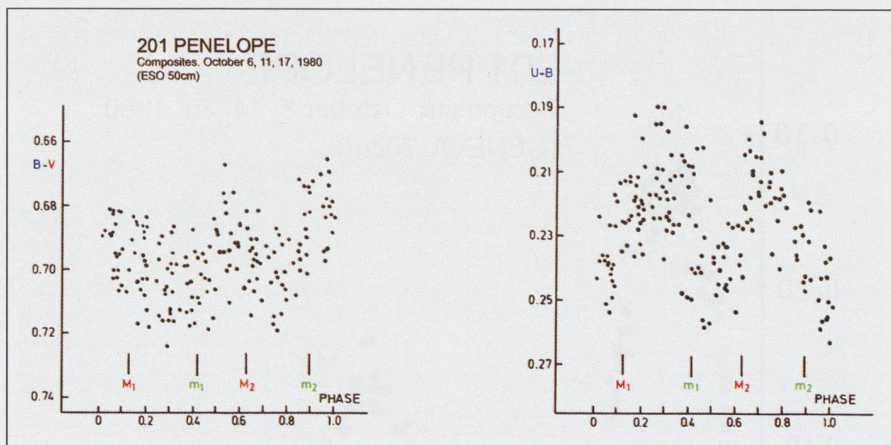 201 PENELOPE
Composites. October 6, 11, 17, 1980
(ESO 50cm)
0.66
B-V
0.68
0.70
0.72
0.74
M1
m1
M2
m2
PHASE
0
0.2
0.4
0.6
0.8
1.0
0.17
U-B
0.19
0.21
0.23
0.25
0.27
M1
m1
M2
m2
PHASE
0
0.2
0.4
0.6
0.8
1.0